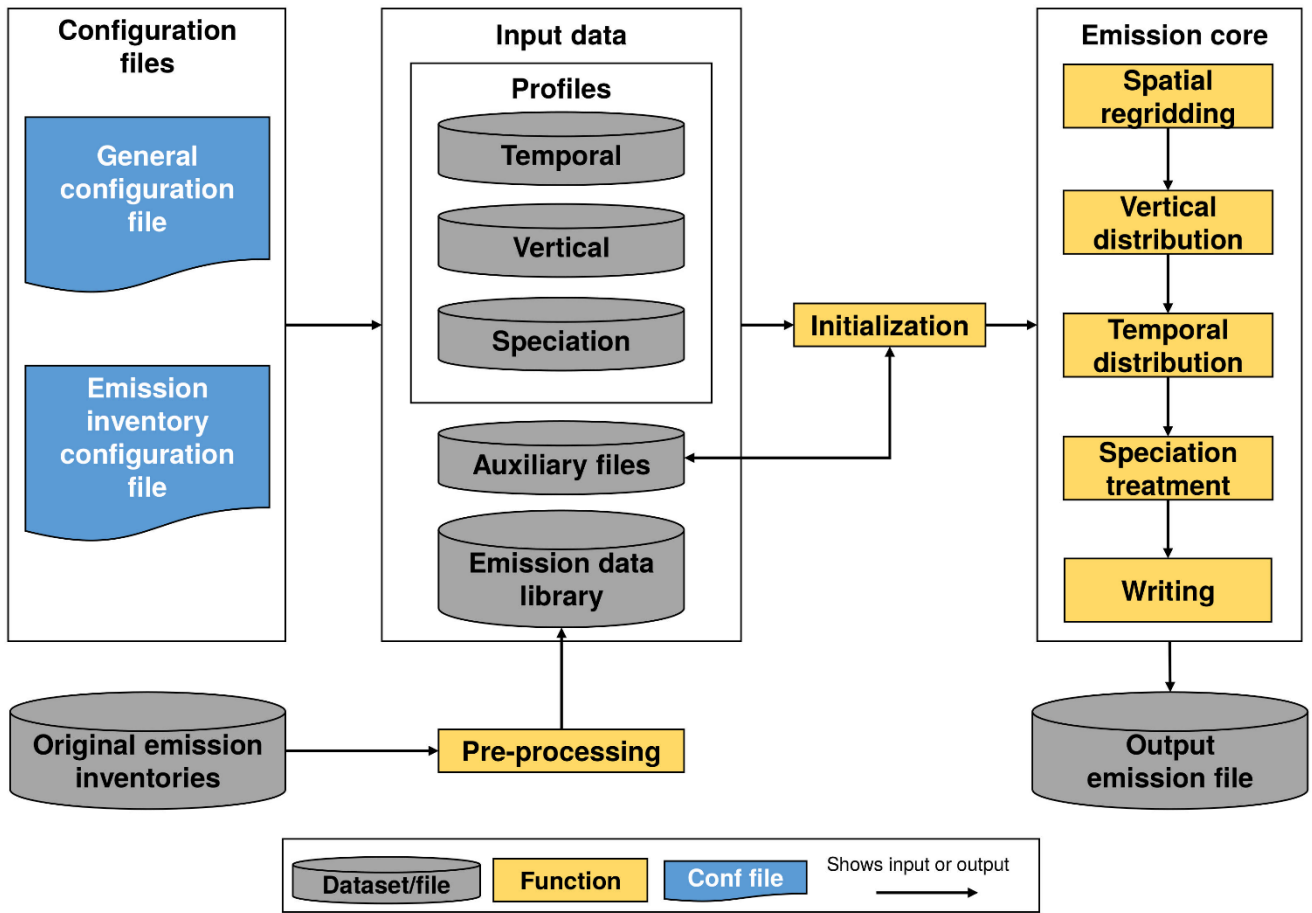 Configuration
files
General
configuration
file
Emission
inventory
configuration
file
Input data
Profiles
Temporal
Vertical
Speciation
Auxiliary files
Emission data
library
Initialization
Emission core
Spatial
regridding
Vertical
distribution
Temporal
distribution
Speciation
treatment
Writing
Original emission
inventories
Pre-processing
Output
emission file
Dataset/file
Function
Conf file
Shows input or output